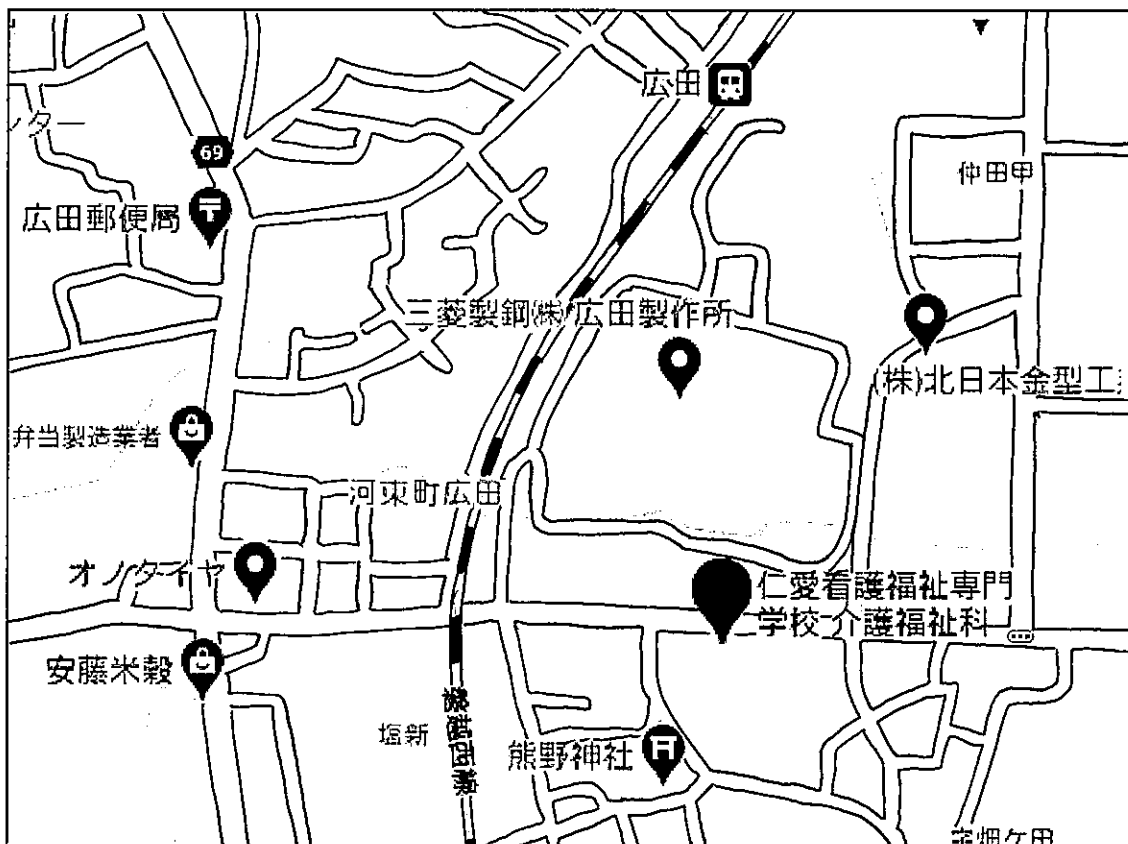 広田
ンター
69
仲田甲
広田郵便局
三菱製鋼㈱広田製作所
(株)北日本金型工
弁当製造業者
河東町広田
オノタイヤ
仁愛看護福祉専門
学校 介護福祉科
安藤米穀
磐越西線
塩新
熊野神社